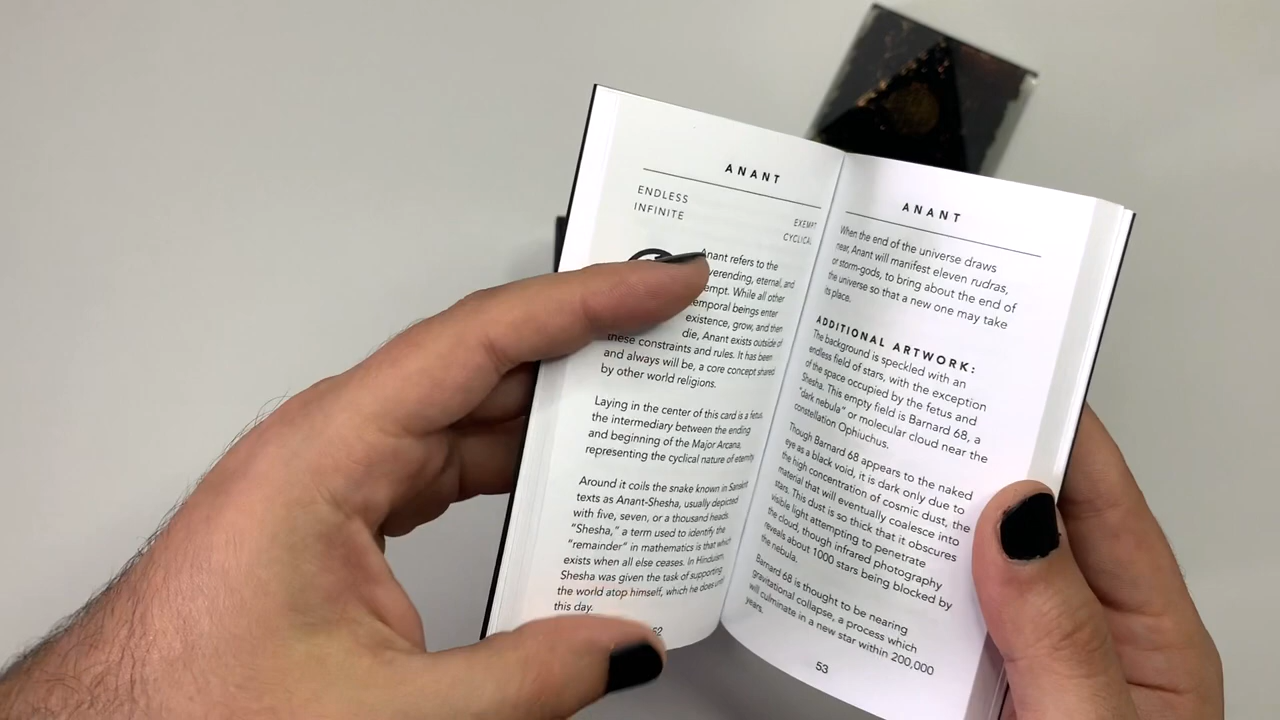 ANANT
ENDLESS
INFINITE
EXEMPT
CYCLICAL
Anant refers to the
verending, eternal, and
empt. While all other
temporal beings enter
existence, grow, and then
die, Anant exists outside of
these constraints and rules. It has been
and always will be, a core concept shared
by other world religions.
Laying in the center of this card is a fetus,
the intermediary between the ending
and beginning of the Major Arcana,
representing the cyclical nature of eternity.
Around it coils the snake known in Sanskrit
texts as Anant-Shesha, usually depicted
with five, seven, or a thousand heads.
"Shesha," a term used to identify the
"remainder" in mathematics is that which
exists when all else ceases. In Hinduism,
Shesha was given the task of supporting
the world atop himself, which he does until
this day.
52
ANANT
When the end of the universe draws
near, Anant will manifest eleven rudras,
or storm-gods, to bring about the end of
the universe so that a new one may take
its place.
ADDITIONAL ARTWORK:
The background is speckled with an
endless field of stars, with the exception
of the space occupied by the fetus and
Shesha. This empty field is Barnard 68, a
"dark nebula" or molecular cloud near the
constellation Ophiuchus.
Though Barnard 68 appears to the naked
eye as a black void, it is dark only due to
the high concentration of cosmic dust, the
material that will eventually coalesce into
stars. This dust is so thick that it obscures
visible light attempting to penetrate
the cloud, though infrared photography
reveals about 1000 stars being blocked by
the nebula.
Barnard 68 is thought to be nearing
gravitational collapse, a process which
will culminate in a new star within 200,000
years.
53